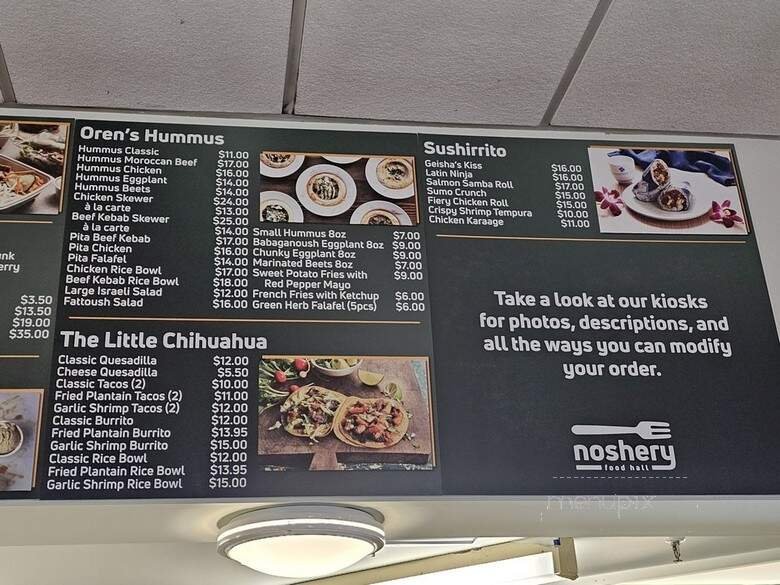 nk
erry
$3.50
$13.50
$19.00
$35.00
Oren's Hummus
Hummus Classic $11.00
Hummus Moroccan Beef $17.00
Hummus Chicken $16.00
Hummus Eggplant $14.00
Hummus Beets $14.00
Chicken Skewer $24.00
à la carte $13.00
Beef Kebab Skewer $25.00
à la carte $14.00
Pita Beef Kebab $17.00
Pita Chicken $16.00
Pita Falafel $14.00
Chicken Rice Bowl $17.00
Beef Kebab Rice Bowl $18.00
Large Israeli Salad $12.00
Fattoush Salad $16.00
Small Hummus 8oz $7.00
Babaganoush Eggplant 8oz $9.00
Chunky Eggplant 8oz $9.00
Marinated Beets 8oz $7.00
Sweet Potato Fries with $9.00
Red Pepper Mayo
French Fries with Ketchup $6.00
Green Herb Falafel (5pcs) $6.00
The Little Chihuahua
Classic Quesadilla $12.00
Cheese Quesadilla $5.50
Classic Tacos (2) $10.00
Fried Plantain Tacos (2) $11.00
Garlic Shrimp Tacos (2) $12.00
Classic Burrito $12.00
Fried Plantain Burrito $13.95
Garlic Shrimp Burrito $15.00
Classic Rice Bowl $12.00
Fried Plantain Rice Bowl $13.95
Garlic Shrimp Rice Bowl $15.00
Sushirrito
Geisha's Kiss $16.00
Latin Ninja $16.00
Salmon Samba Roll $17.00
Sumo Crunch $15.00
Fiery Chicken Roll $15.00
Crispy Shrimp Tempura $10.00
Chicken Karaage $11.00
Take a look at our kiosks
for photos, descriptions, and
all the ways you can modify
your order.
noshery
food hall
menupix